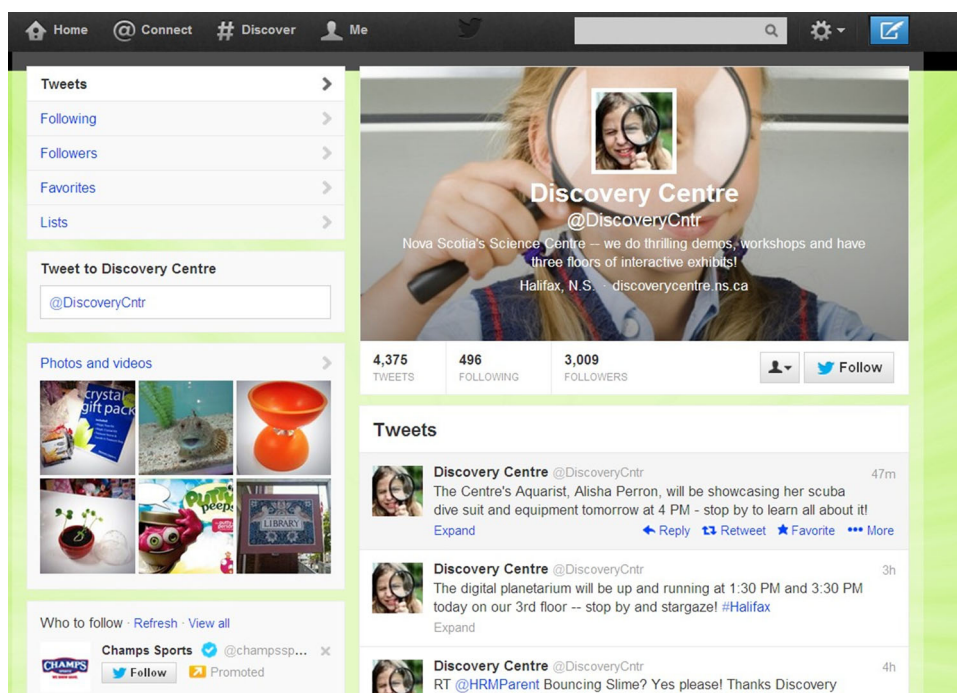 Home
Connect
Discover
Me
Tweets
Following
Followers
Favorites
Lists
Tweet to Discovery Centre
@DiscoveryCntr
Photos and videos
crystal
gift pack
PUTTY
peeps
LIBRARY
Who to follow · Refresh · View all
Champs Sports @champssp...
CHAMPS
Follow Promoted
Discovery Centre
@DiscoveryCntr
Nova Scotia's Science Centre -- we do thrilling demos, workshops and have
three floors of interactive exhibits!
Halifax, N.S. · discoverycentre.ns.ca
4,375
TWEETS
496
FOLLOWING
3,009
FOLLOWERS
Follow
Tweets
Discovery Centre @DiscoveryCntr 47m
The Centre's Aquarist, Alisha Perron, will be showcasing her scuba
dive suit and equipment tomorrow at 4 PM - stop by to learn all about it!
Expand Reply Retweet Favorite More
Discovery Centre @DiscoveryCntr 3h
The digital planetarium will be up and running at 1:30 PM and 3:30 PM
today on our 3rd floor -- stop by and stargaze! #Halifax
Expand
Discovery Centre @DiscoveryCntr 4h
RT @HRMParent Bouncing Slime? Yes please! Thanks Discovery